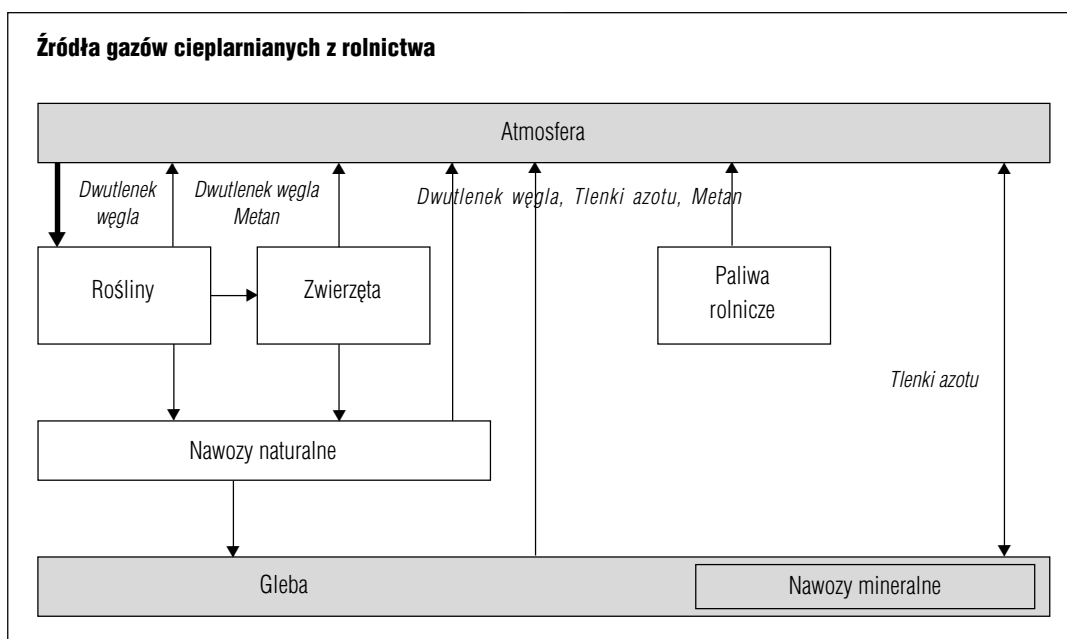 Źródła gazów cieplarnianych z rolnictwa
Atmosfera
Dwutlenek
węgla
Dwutlenek węgla
Metan
Dwutlenek węgla, Tlenki azotu, Metan
Rośliny
Zwierzęta
Paliwa
rolnicze
Tlenki azotu
Nawozy naturalne
Gleba
Nawozy mineralne